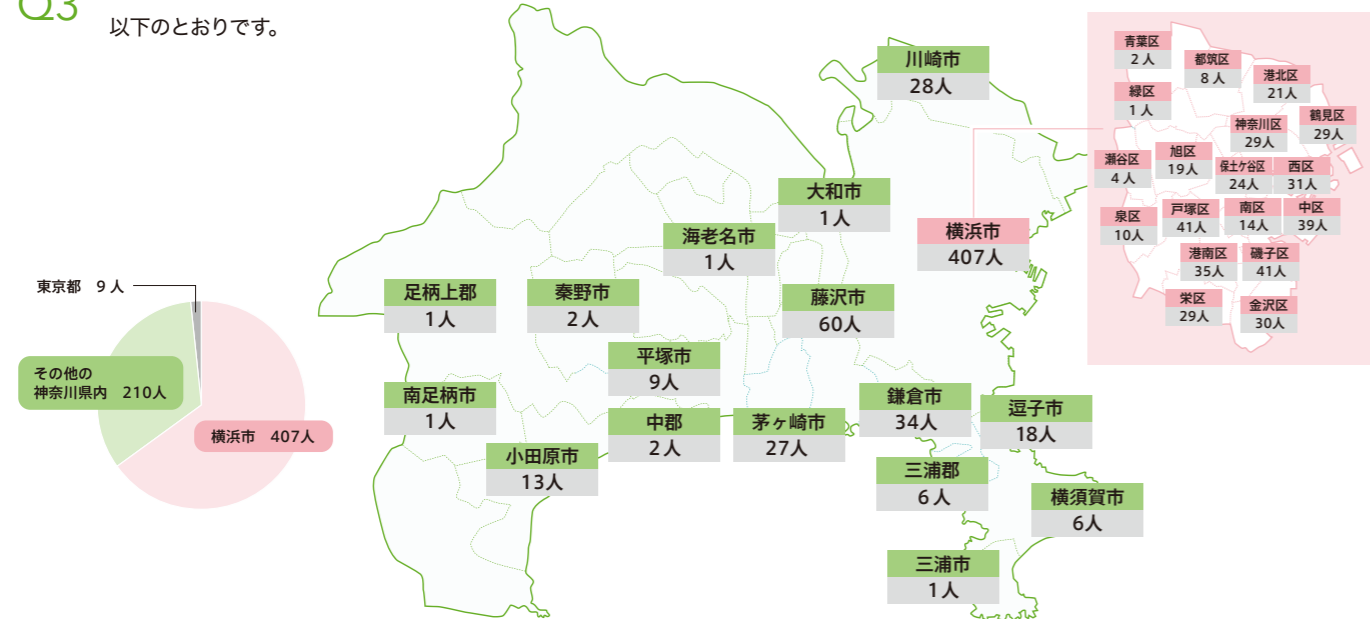 Q3
以下のとおりです。
東京都 9人
その他の
神奈川県内 210人
横浜市 407人
川崎市
28人
大和市
1人
海老名市
1人
横浜市
407人
足柄上郡
1人
秦野市
2人
藤沢市
60人
平塚市
9人
南足柄市
1人
中郡
2人
茅ヶ崎市
27人
鎌倉市
34人
逗子市
18人
小田原市
13人
三浦郡
6人
横須賀市
6人
三浦市
1人
青葉区
2人
都筑区
8人
港北区
21人
緑区
1人
神奈川区
29人
鶴見区
29人
瀬谷区
4人
旭区
19人
保土ケ谷区
24人
西区
31人
泉区
10人
戸塚区
41人
南区
14人
中区
39人
港南区
35人
磯子区
41人
栄区
29人
金沢区
30人